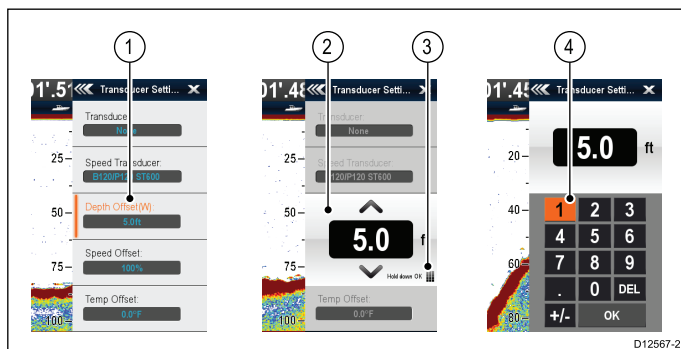 1
2
3
4
01'.5
Transducer Setti...
X
Transduce
None
Speed Transducer:
B120/P120 ST600
Depth Offset(W):
5.0ft
Speed Offset:
100%
Temp Offset:
0.0°F
25
50
75
100
01'.48
Transducer Setti...
X
Transducer:
None
Speed Transducer:
B120/P120 ST600
5.0 f
Hold down OK
Temp Offset:
0.0°F
25
50
75
100
01'.45
Transducer Setti...
X
5.0 ft
1 2 3
4 5 6
7 8 9
. 0 DEL
+/- OK
20
40
60
80
D12567-2